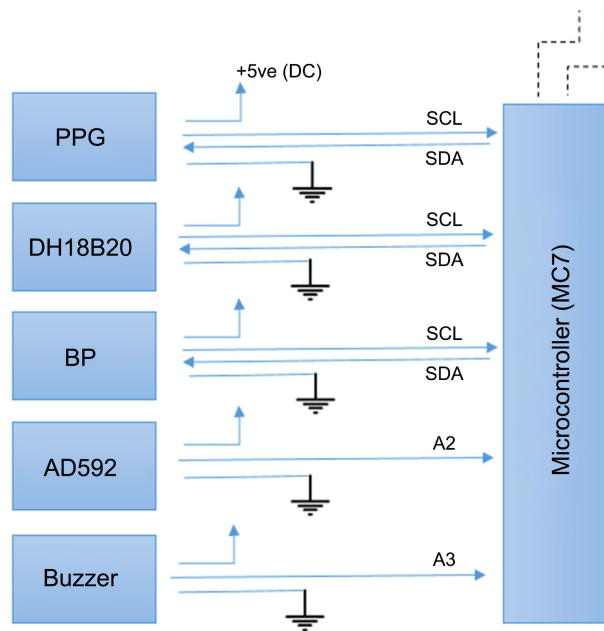 +5ve (DC)
PPG
SCL
SDA
DH18B20
SCL
SDA
BP
SCL
SDA
AD592
A2
Buzzer
A3
Microcontroller (MC7)